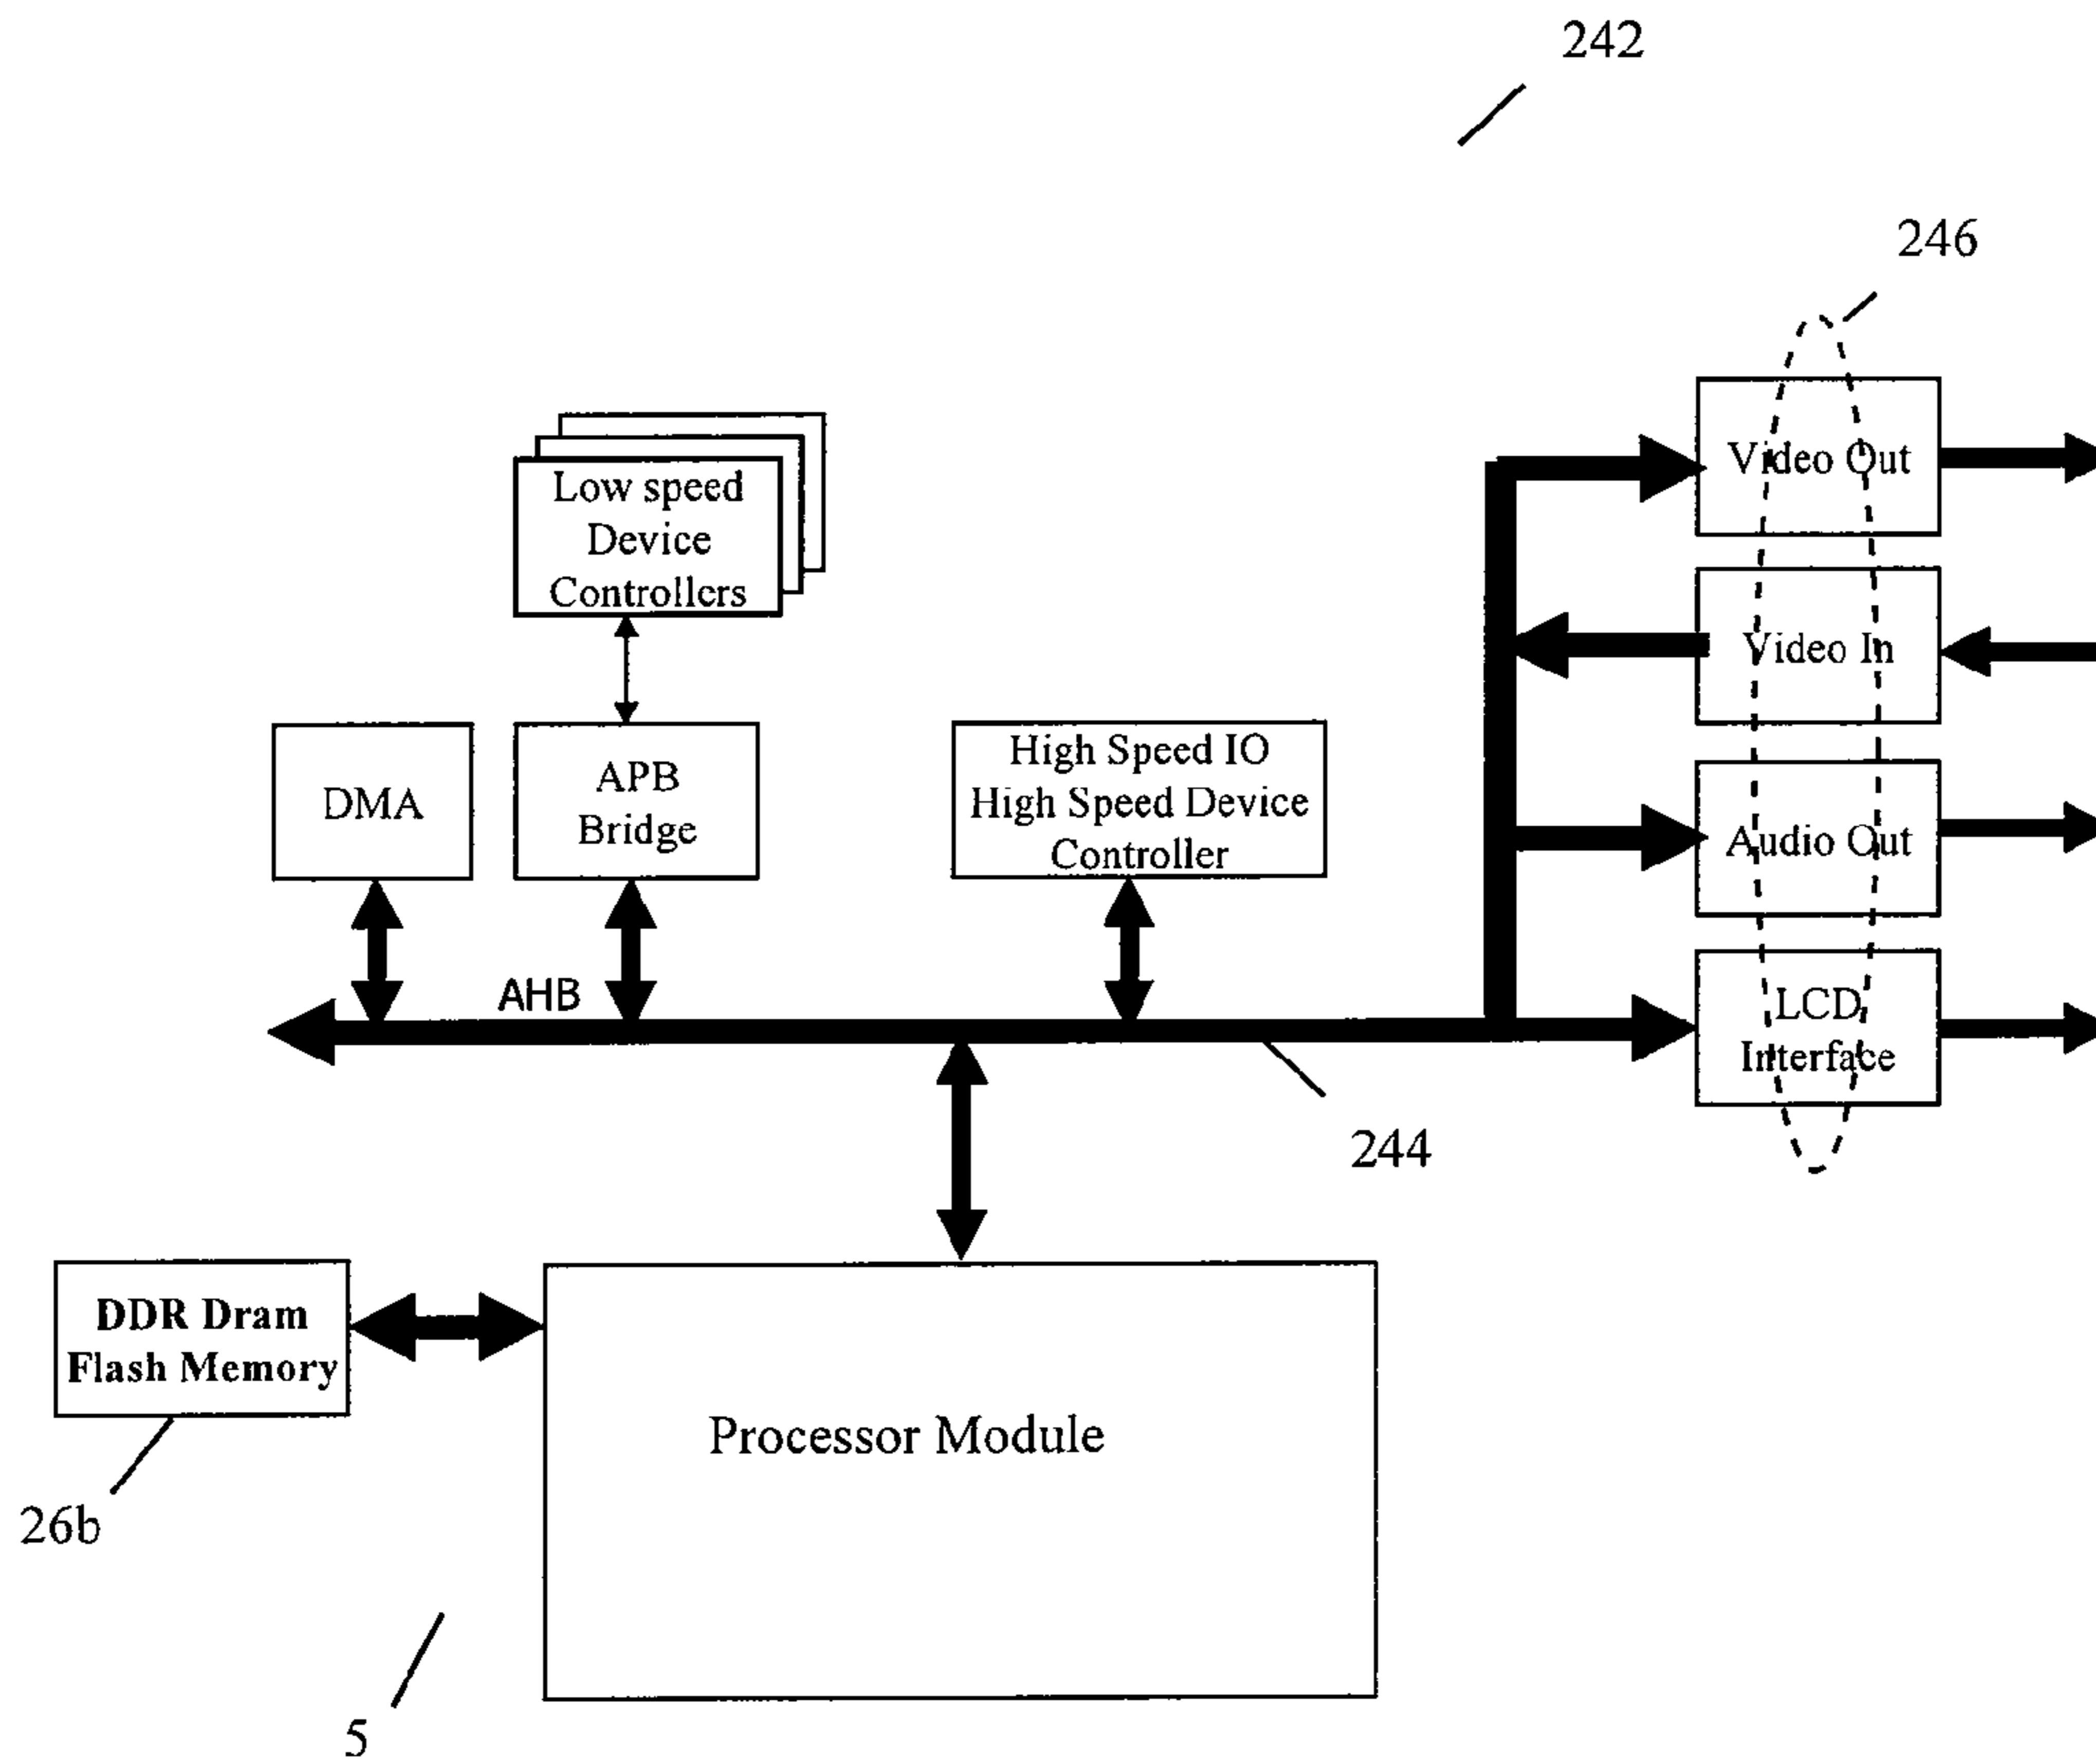 242
246
Video Out
Low speed
Device
Controllers
Video In
DMA
APB
Bridge
High Speed IO
High Speed Device
Controller
Audio Out
AHB
LCD
Interface
244
DDR Dram
Flash Memory
Processor Module
26b
5